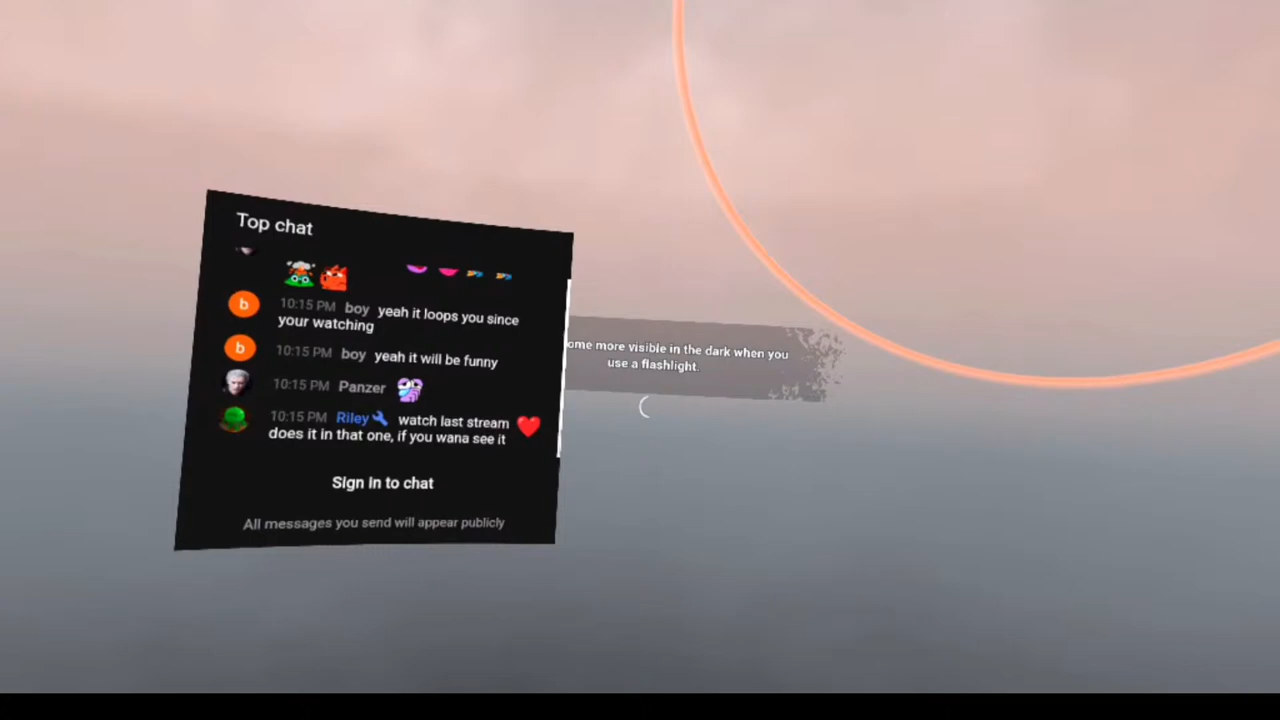 Top chat
b 10:15 PM boy yeah it loops you since
your watching
b 10:15 PM boy yeah it will be funny
10:15 PM Panzer
10:15 PM Riley watch last stream
does it in that one, if you wana see it
Sign in to chat
All messages you send will appear publicly
ome more visible in the dark when you
use a flashlight.